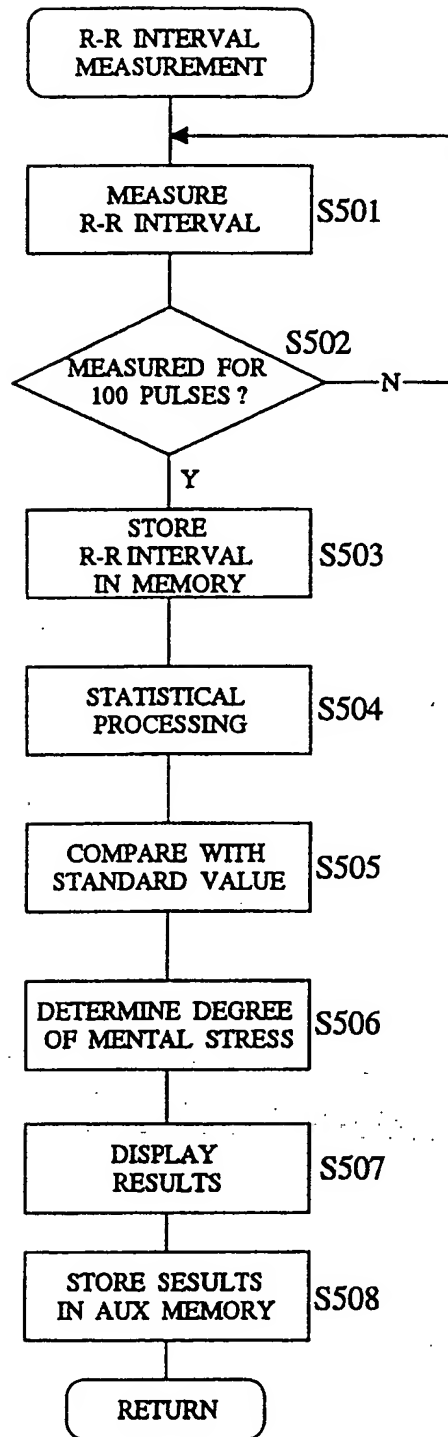 R-R INTERVAL
MEASUREMENT
MEASURE
R-R INTERVAL
S501
S502
MEASURED FOR
100 PULSES ?
N
Y
STORE
R-R INTERVAL
IN MEMORY
S503
STATISTICAL
PROCESSING
S504
COMPARE WITH
STANDARD VALUE
S505
DETERMINE DEGREE
OF MENTAL STRESS
S506
DISPLAY
RESULTS
S507
STORE SESULTS
IN AUX MEMORY
S508
RETURN